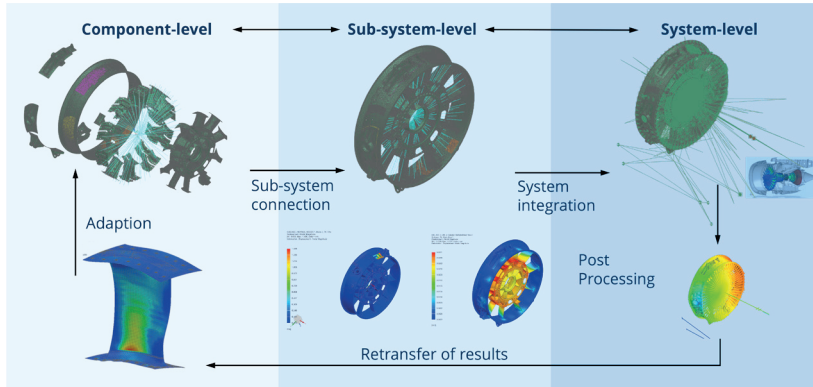 Component-level
Sub-system-level
System-level
Sub-system
connection
System
integration
Adaption
Post
Processing
Retransfer of results